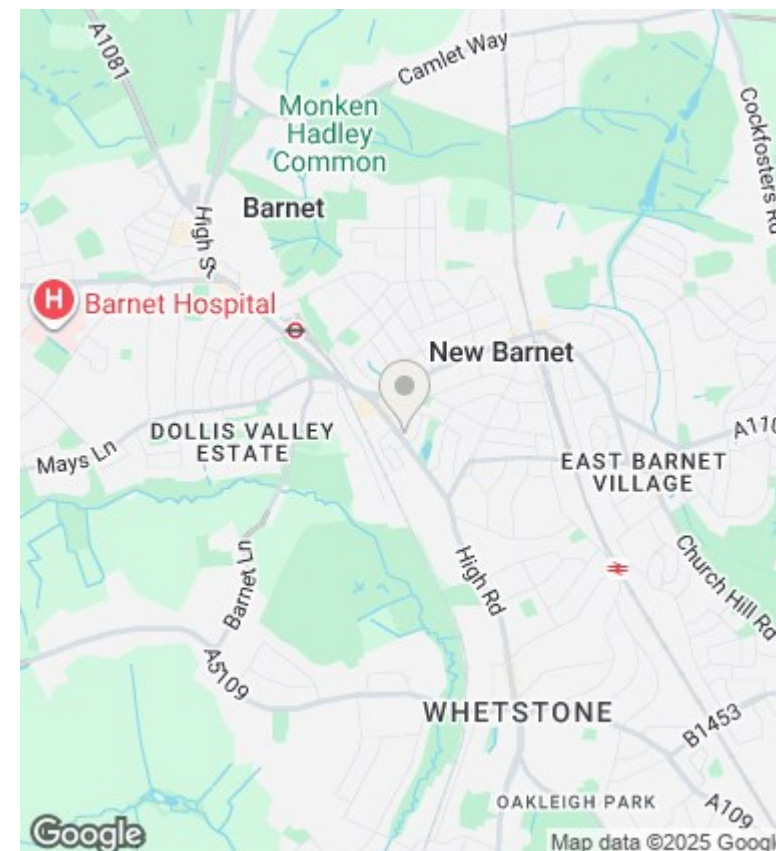 A1081
Camlet Way
Monken
Hadley
Common
Cockfosters Rd
Barnet
High St
H
Barnet Hospital
New Barnet
DOLLIS VALLEY
ESTATE
A110
Mays Ln
EAST BARNET
VILLAGE
Barnet Ln
High Rd
Church Hill Rd
A5109
WHETSTONE
B1453
OAKLEIGH PARK
A109
Google
Map data ©2025 Google